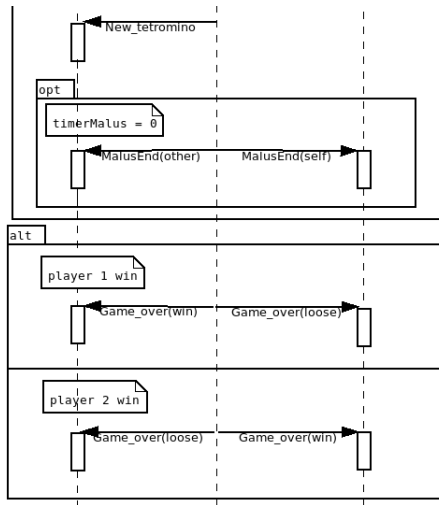 New_tetromino
opt
timerMalus = 0
MalusEnd(other) MalusEnd(self)
alt
player 1 win
Game_over(win) Game_over(loose)
player 2 win
Game_over(loose) Game_over(win)